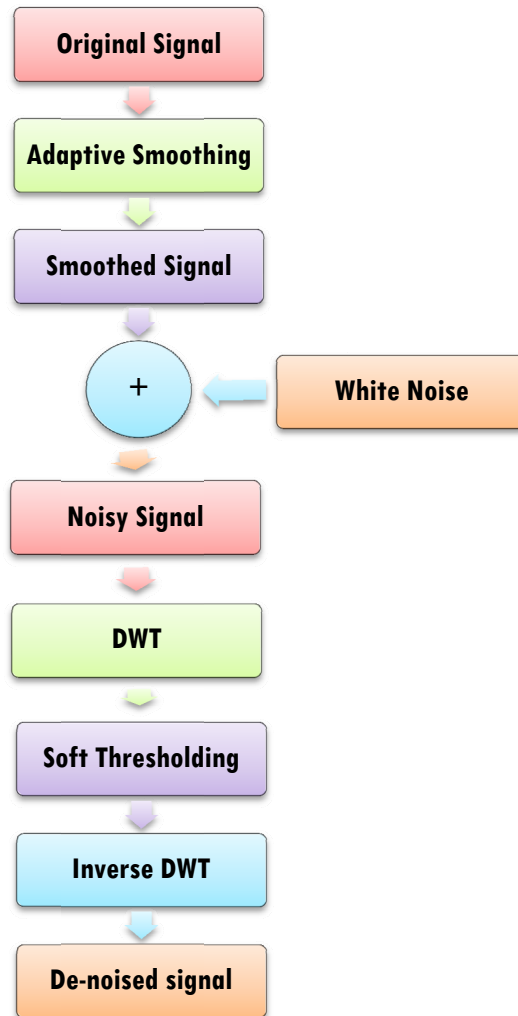 Original Signal
Adaptive Smoothing
Smoothed Signal
+
White Noise
Noisy Signal
DWT
Soft Thresholding
Inverse DWT
De-noised signal